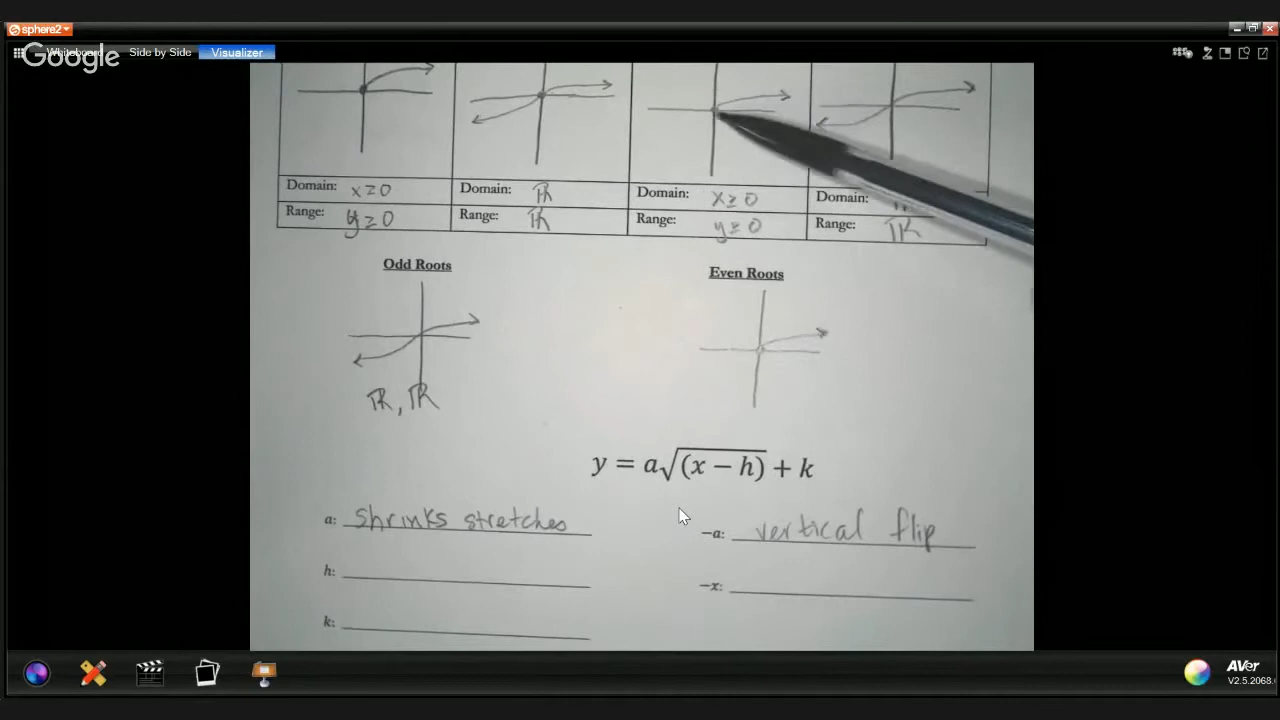 sphere2
Google
Whiteboard Side by Side Visualizer
Domain: x ≥ 0 Domain: ℝ Domain: x ≥ 0 Domain:
Range: y ≥ 0 Range: ℝ Range: y ≥ 0 Range: ℝ
Odd Roots Even Roots
ℝ, ℝ
y = a√(x − h) + k
a: shrinks stretches -a: vertical flip
h: -x:
k:
AVer
V2.5.2068.